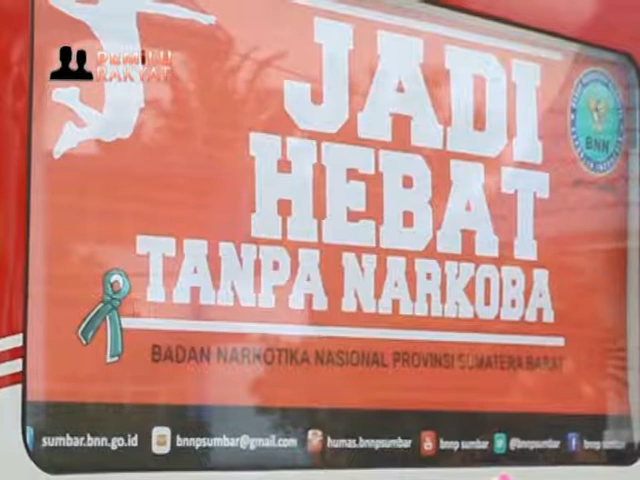 PEMILU
RAKYAT
JADI
HEBAT
TANPA NARKOBA
BNN
BADAN NARKOTIKA NASIONAL PROVINSI SUMATERA BARAT
sumbar.bnn.go.id bnnpsumbar@gmail.com humas.bnnpsumbar bnnp sumbar @bnnpsumbar bnnp